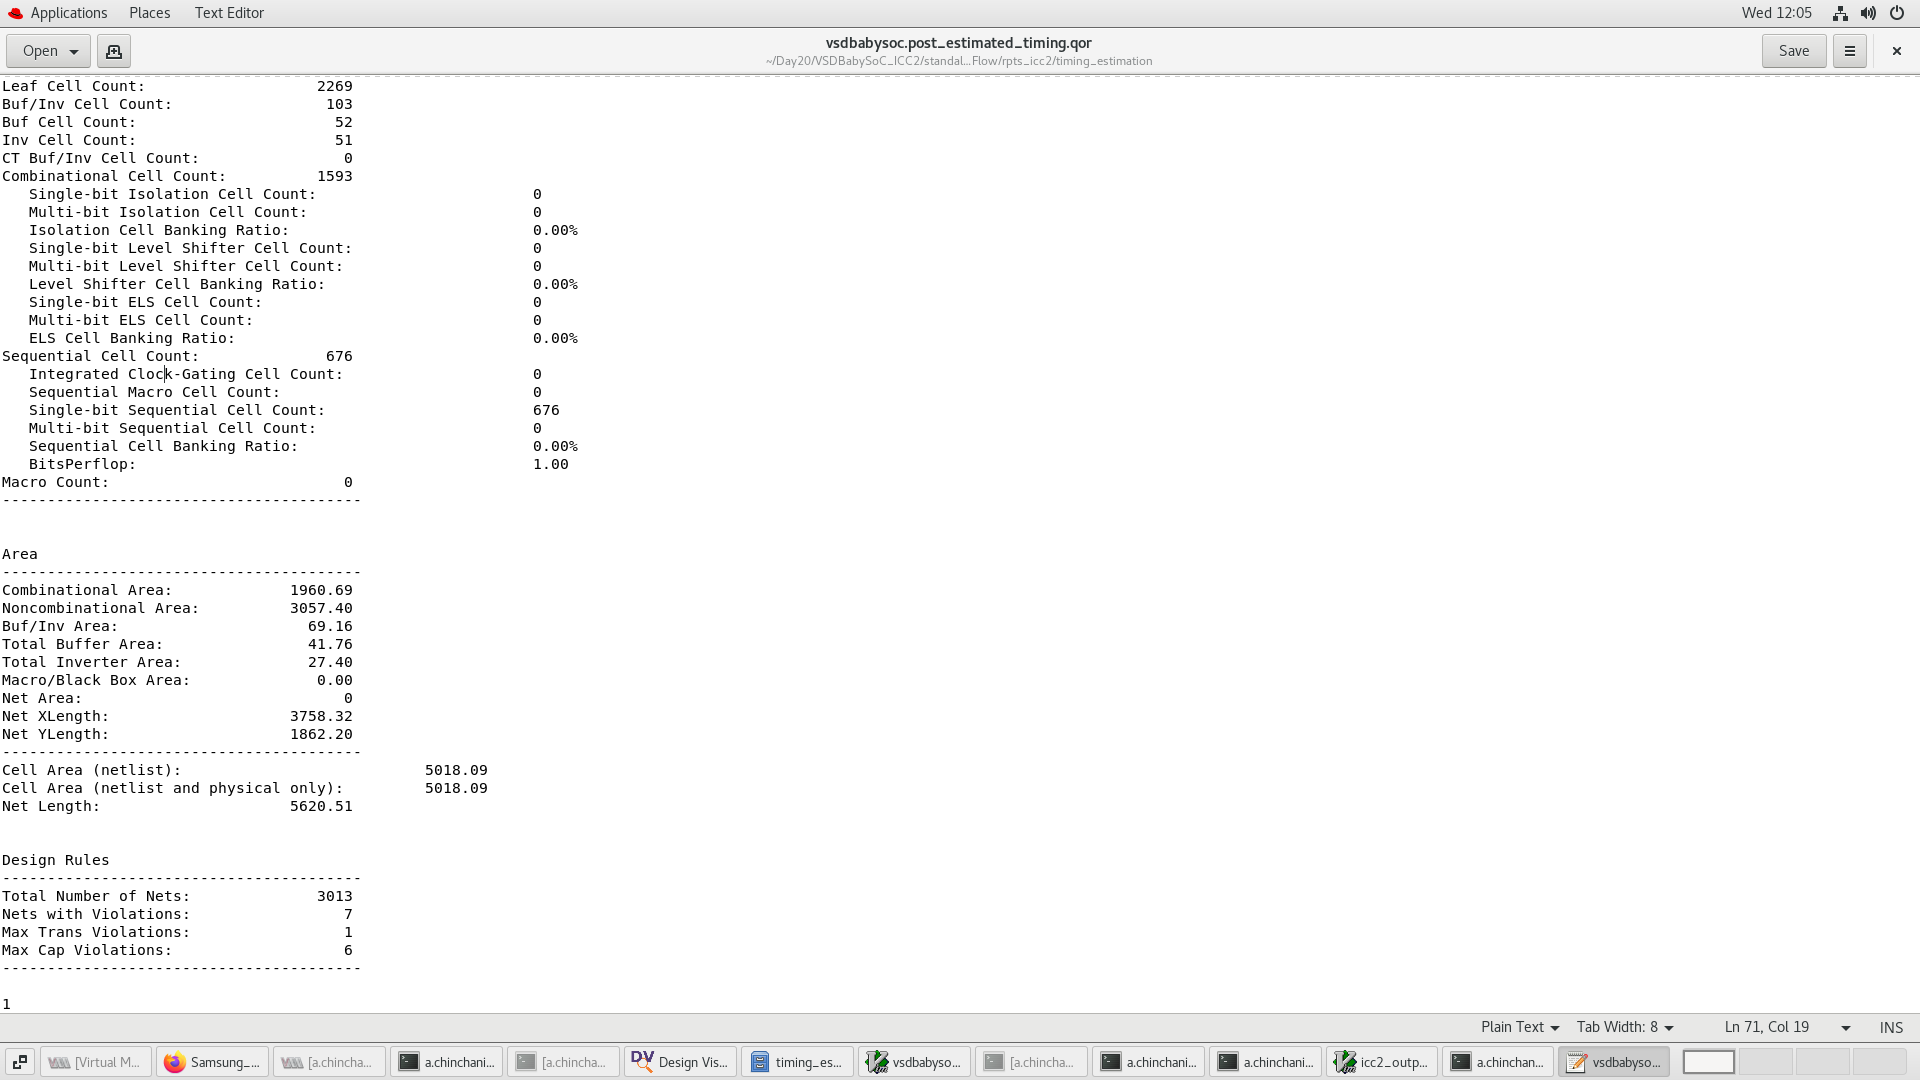 Applications Places Text Editor Wed 12:05
Open vsdbabysoc.post_estimated_timing.qor Save
~/Day20/VSDBabySoC_ICC2/standal...Flow/rpts_icc2/timing_estimation
Leaf Cell Count: 2269
Buf/Inv Cell Count: 103
Buf Cell Count: 52
Inv Cell Count: 51
CT Buf/Inv Cell Count: 0
Combinational Cell Count: 1593
Single-bit Isolation Cell Count: 0
Multi-bit Isolation Cell Count: 0
Isolation Cell Banking Ratio: 0.00%
Single-bit Level Shifter Cell Count: 0
Multi-bit Level Shifter Cell Count: 0
Level Shifter Cell Banking Ratio: 0.00%
Single-bit ELS Cell Count: 0
Multi-bit ELS Cell Count: 0
ELS Cell Banking Ratio: 0.00%
Sequential Cell Count: 676
Integrated Clock-Gating Cell Count: 0
Sequential Macro Cell Count: 0
Single-bit Sequential Cell Count: 676
Multi-bit Sequential Cell Count: 0
Sequential Cell Banking Ratio: 0.00%
BitsPerflop: 1.00
Macro Count: 0
----------------------------------------
Area
----------------------------------------
Combinational Area: 1960.69
Noncombinational Area: 3057.40
Buf/Inv Area: 69.16
Total Buffer Area: 41.76
Total Inverter Area: 27.40
Macro/Black Box Area: 0.00
Net Area: 0
Net XLength: 3758.32
Net YLength: 1862.20
----------------------------------------
Cell Area (netlist): 5018.09
Cell Area (netlist and physical only): 5018.09
Net Length: 5620.51
Design Rules
----------------------------------------
Total Number of Nets: 3013
Nets with Violations: 7
Max Trans Violations: 1
Max Cap Violations: 6
----------------------------------------
1
Plain Text Tab Width: 8 Ln 71, Col 19 INS
[Virtual M... Samsung_... [a.chincha... a.chinchani... [a.chincha... Design Vis... timing_es... vsdbabyso... [a.chincha... a.chinchani... a.chinchani... icc2_outp... a.chinchan... vsdbabyso...